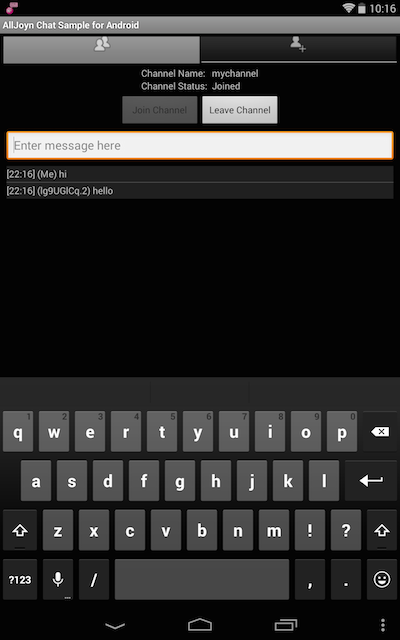 10:16
AllJoyn Chat Sample for Android
Channel Name: mychannel
Channel Status: Joined
Join Channel Leave Channel
Enter message here
[22:16] (Me) hi
[22:16] (lg9UGlCq.2) hello
1 2 3 4 5 6 7 8 9 0
q w e r t y u i o p
a s d f g h j k l
z x c v b n m ! ?
?123 / , .